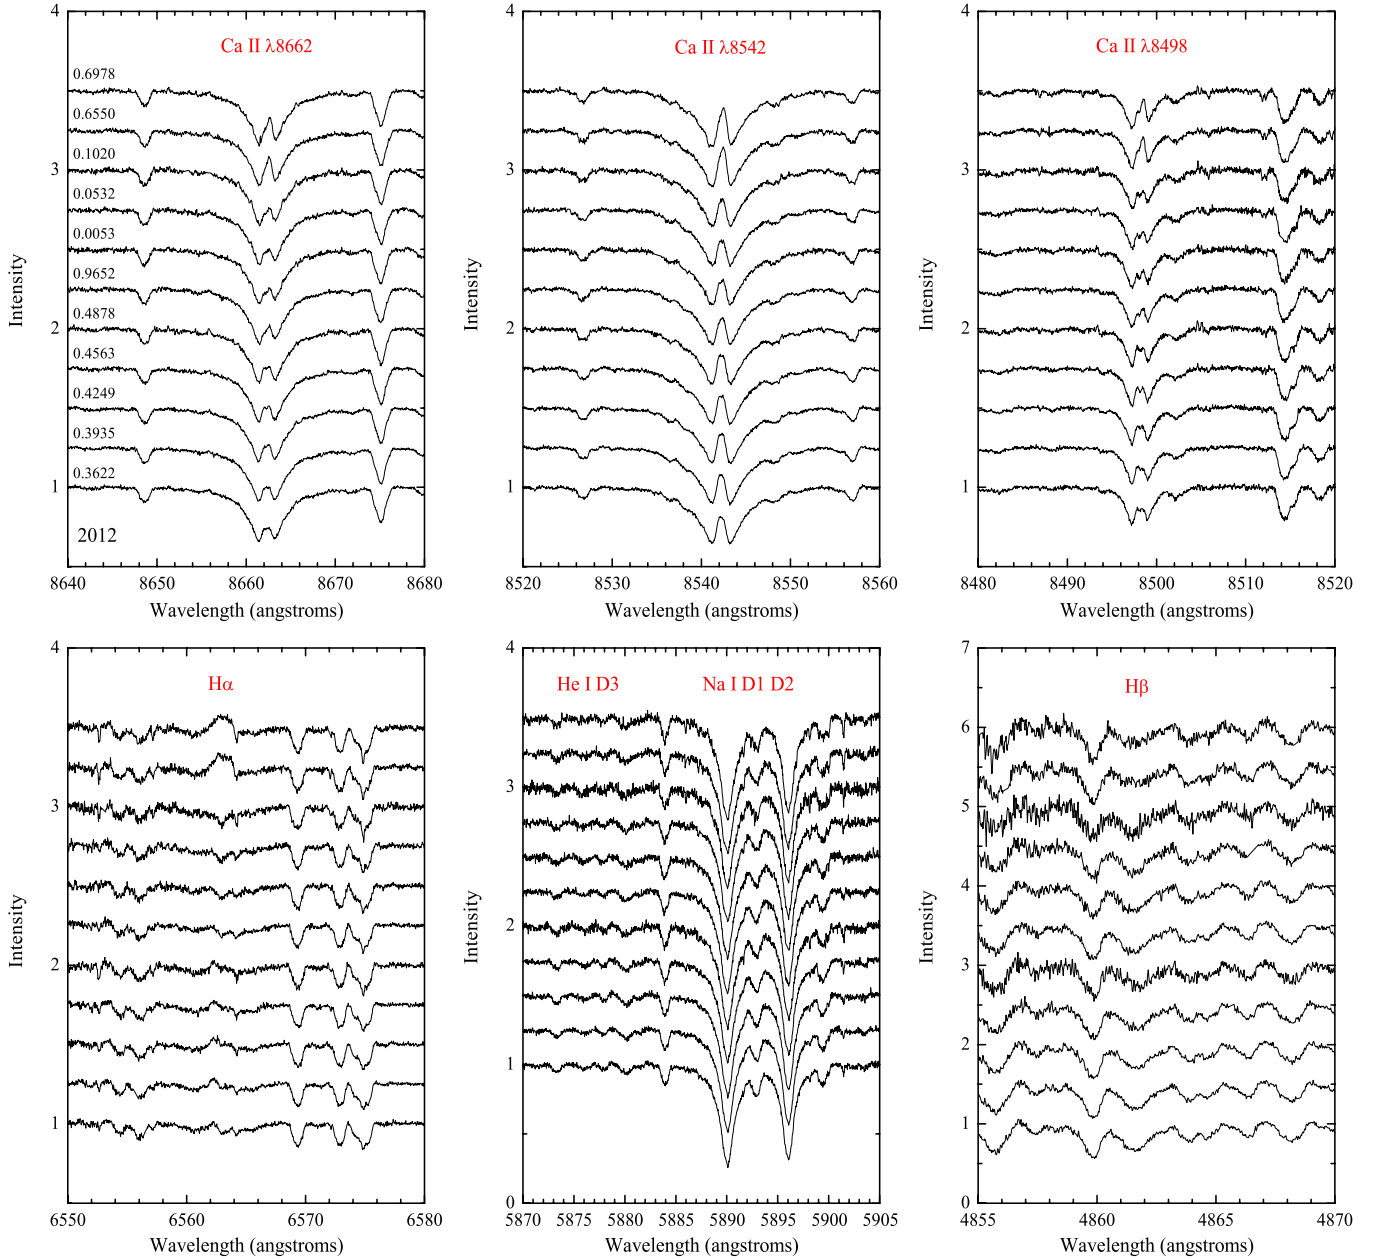 Ca II λ8662
Ca II λ8542
Ca II λ8498
4
3
2
1
Intensity
0.6978
0.6550
0.1020
0.0532
0.0053
0.9652
0.4878
0.4563
0.4249
0.3935
0.3622
2012
8640 8650 8660 8670 8680
Wavelength (angstroms)
4
3
2
1
Intensity
8520 8530 8540 8550 8560
Wavelength (angstroms)
4
3
2
1
Intensity
8480 8490 8500 8510 8520
Wavelength (angstroms)
Hα
4
3
2
1
Intensity
6550 6560 6570 6580
Wavelength (angstroms)
He I D3 Na I D1 D2
4
3
2
1
0
Intensity
5870 5875 5880 5885 5890 5895 5900 5905
Wavelength (angstroms)
Hβ
7
6
5
4
3
2
1
0
Intensity
4855 4860 4865 4870
Wavelength (angstroms)